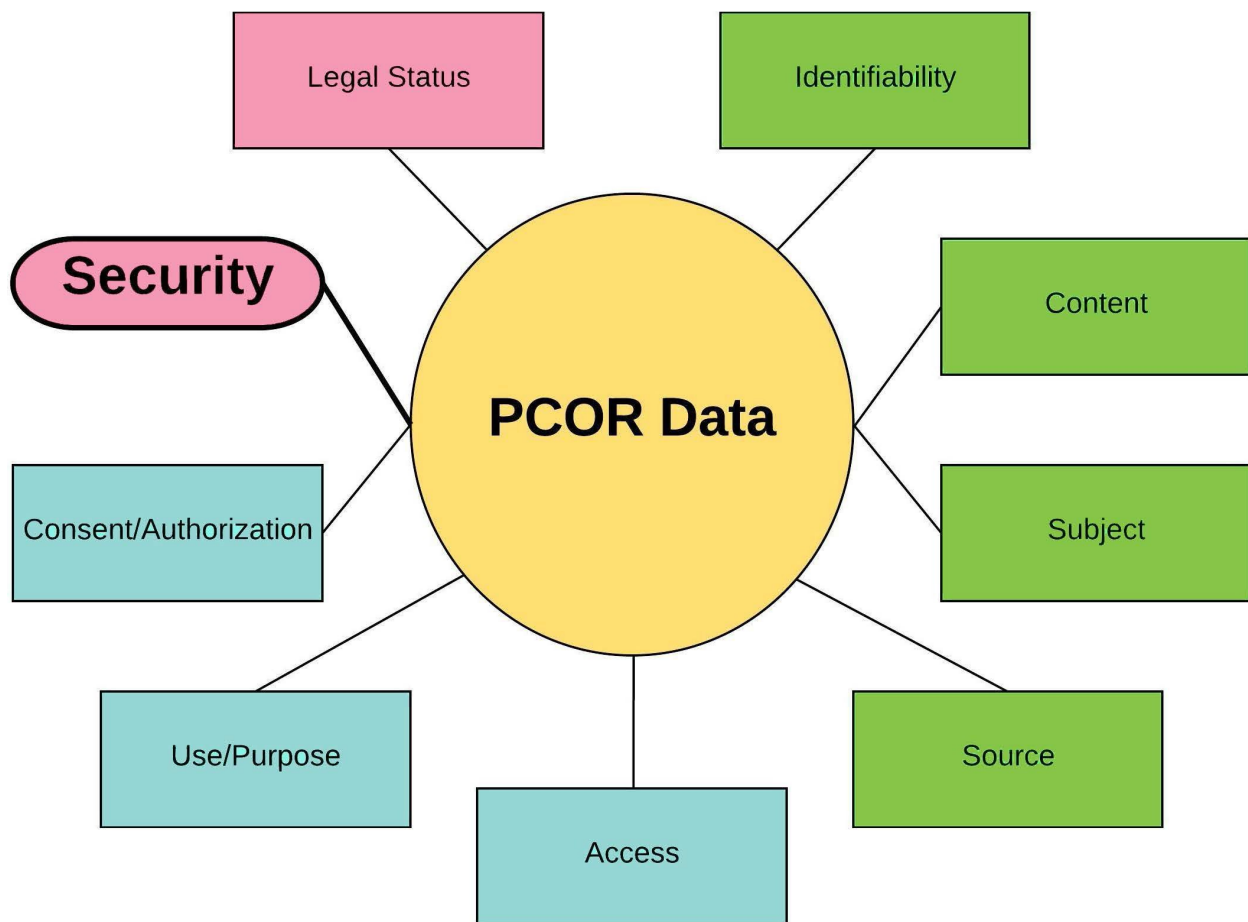 Legal Status
Identifiability
Security
Content
PCOR Data
Consent/Authorization
Subject
Use/Purpose
Source
Access